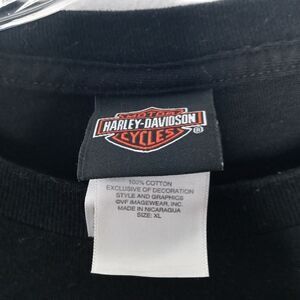 MOTOR
HARLEY-DAVIDSON
CYCLES
®
100% COTTON
EXCLUSIVE OF DECORATION
STYLE AND GRAPHICS
©VF IMAGEWEAR, INC.
MADE IN NICARAGUA
SIZE: XL